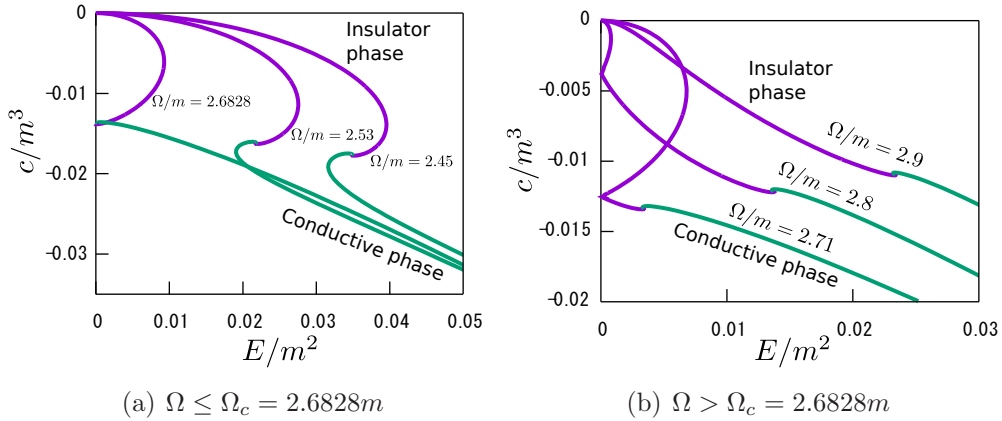 0
-0.01
-0.02
-0.03
c/m³
0
0.01
0.02
0.03
0.04
0.05
E/m²
Insulator
phase
Ω/m = 2.6828
Ω/m = 2.53
Ω/m = 2.45
Conductive phase
(a) Ω ≤ Ω_c = 2.6828m
0
-0.005
-0.01
-0.015
-0.02
c/m³
0
0.01
0.02
0.03
E/m²
Insulator
phase
Ω/m = 2.9
Ω/m = 2.8
Ω/m = 2.71
Conductive phase
(b) Ω > Ω_c = 2.6828m